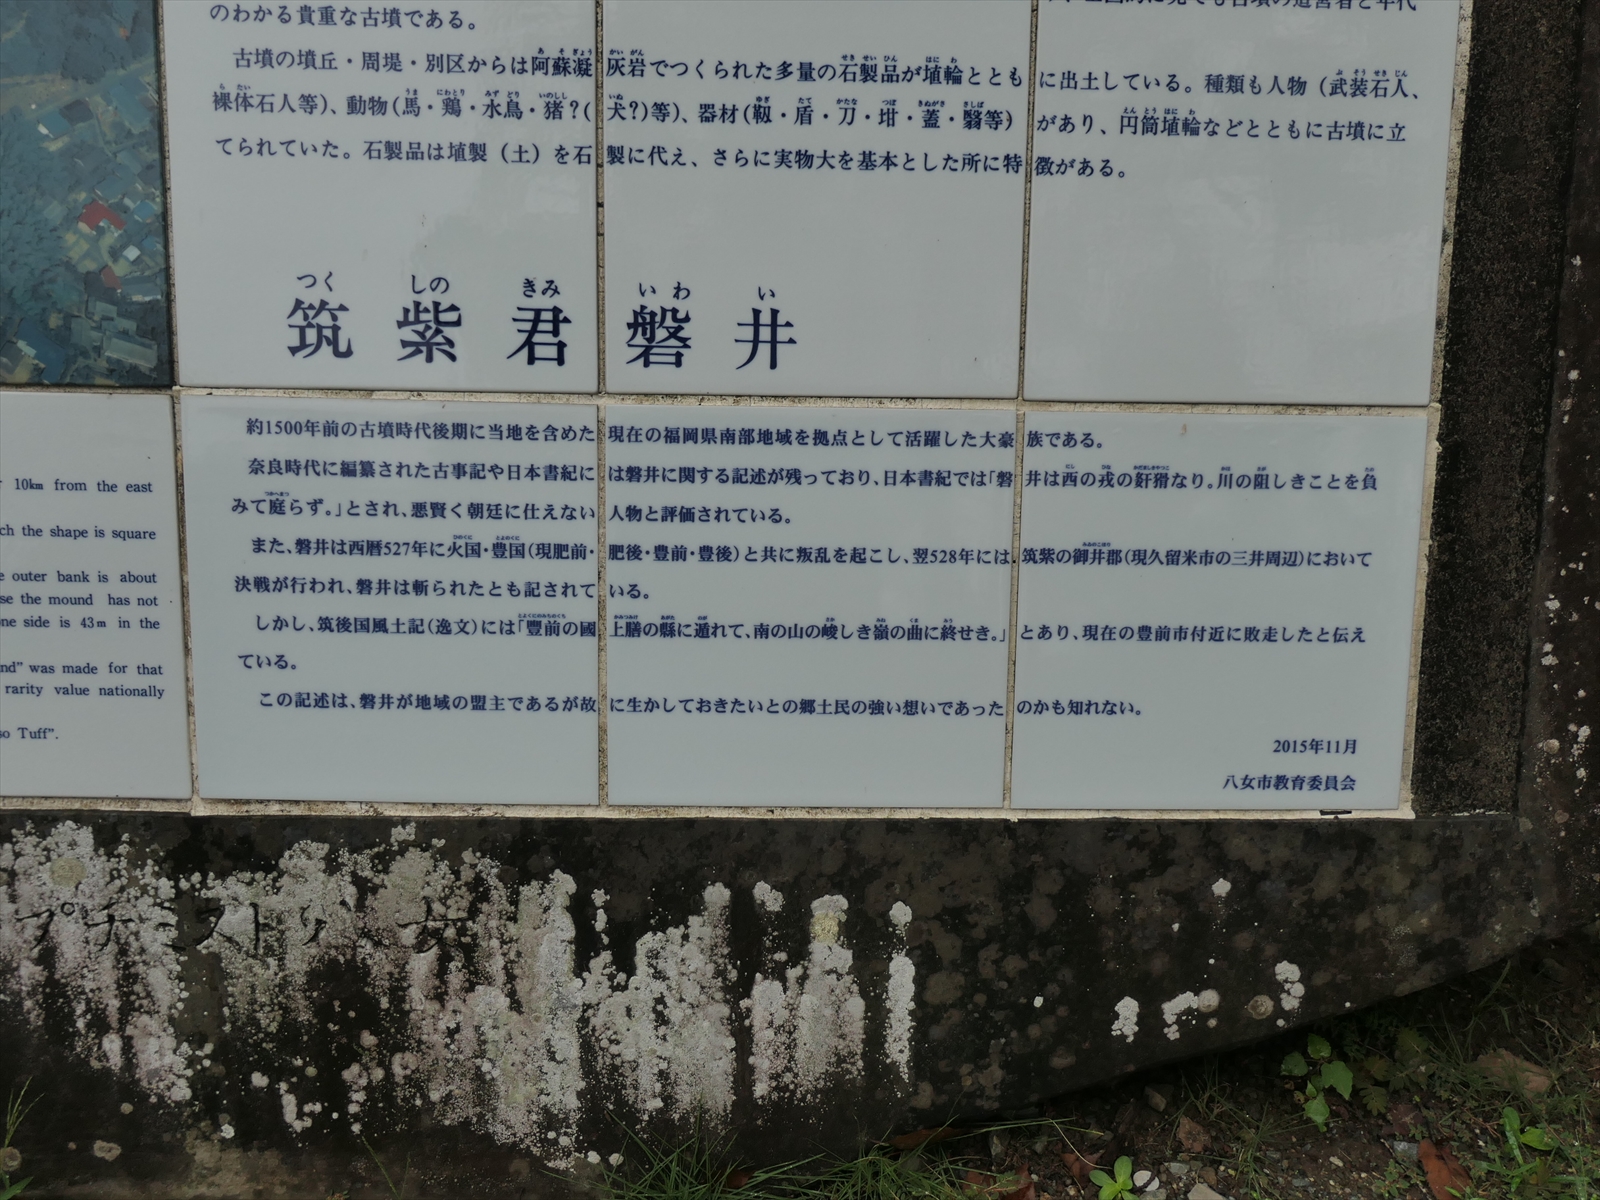 のわかる貴重な古墳である。
古墳の墳丘・周堤・別区からは阿蘇凝灰岩でつくられた多量の石製品が埴輪とともに出土している。種類も人物（武装石人、
裸体石人等）、動物（馬・鶏・水鳥・猪？（犬？）等）、器材（靫・盾・刀・坩・蓋・翳等）があり、円筒埴輪などとともに古墳に立
てられていた。石製品は埴製（土）を石製に代え、さらに実物大を基本とした所に特徴がある。
つく しの きみ いわ い
筑紫君磐井
約1500年前の古墳時代後期に当地を含めた現在の福岡県南部地域を拠点として活躍した大豪族である。
奈良時代に編纂された古事記や日本書紀には磐井に関する記述が残っており、日本書紀では「磐井は西の戎の姧猾なり。川の阻しきことを負
みて庭らず。」とされ、悪賢く朝廷に仕えない人物と評価されている。
また、磐井は西暦527年に火国・豊国（現肥前・肥後・豊前・豊後）と共に叛乱を起こし、翌528年には、筑紫の御井郡（現久留米市の三井周辺）において
決戦が行われ、磐井は斬られたとも記されている。
しかし、筑後国風土記（逸文）には「豐前の國上膳の縣に遁れて、南の山の峻しき嶺の曲に終せき。」とあり、現在の豊前市付近に敗走したと伝え
ている。
この記述は、磐井が地域の盟主であるが故に生かしておきたいとの郷土民の強い想いであったのかも知れない。
2015年11月
八女市教育委員会
10㎞ from the east
ch the shape is square
outer bank is about
se the mound has not
one side is 43m in the
nd" was made for that
rarity value nationally
so Tuff".